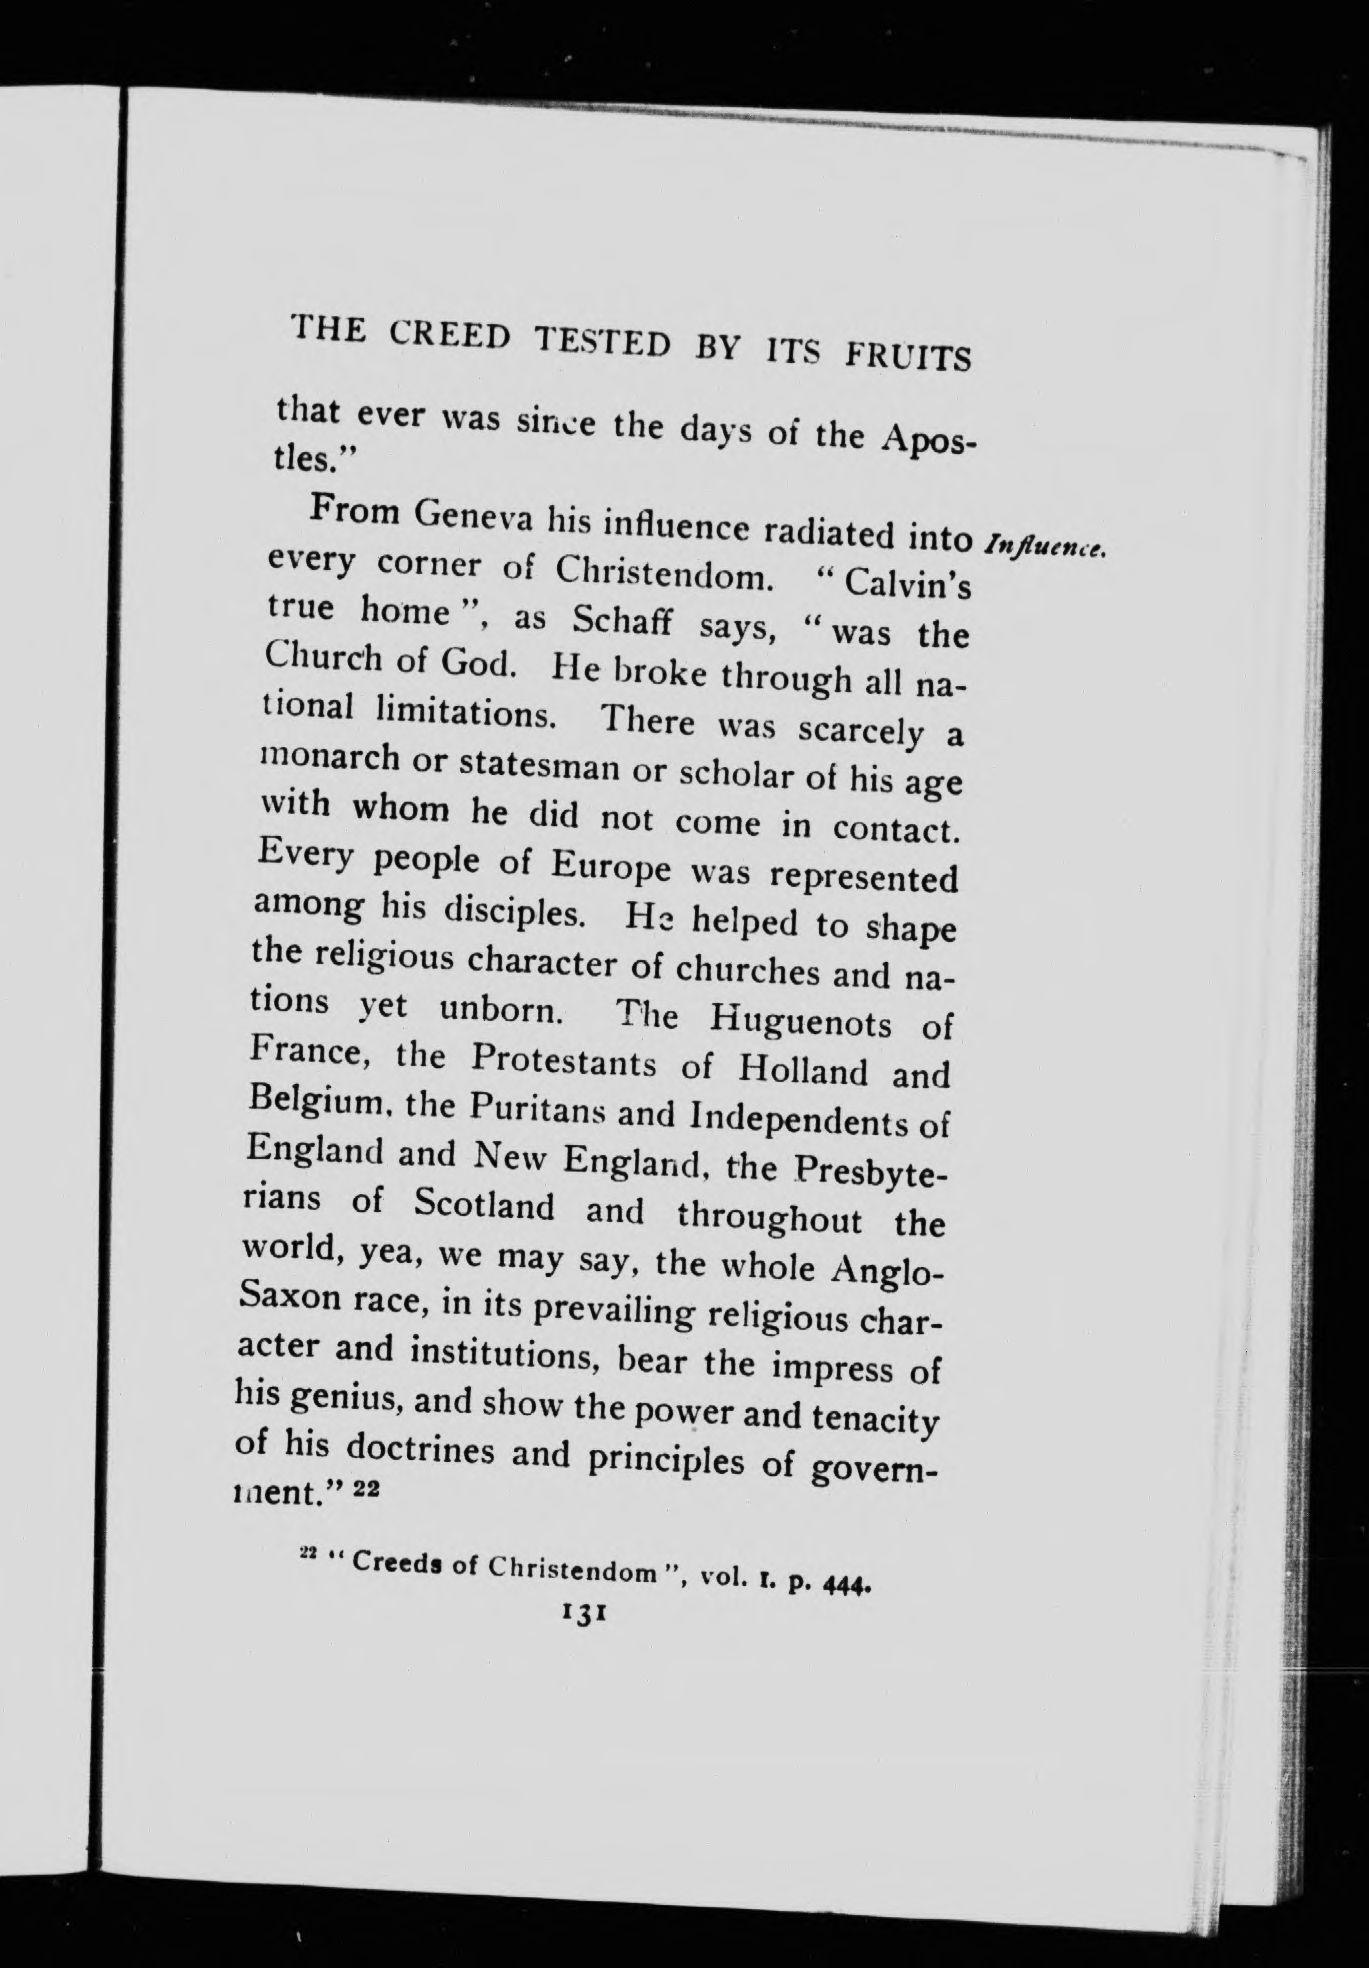 THE CREED TESTED BY ITS FRUITS
that ever was since the days of the Apos-
tles."
From Geneva his influence radiated into Influence.
every corner of Christendom. "Calvin's
true home", as Schaff says, "was the
Church of God. He broke through all na-
tional limitations. There was scarcely a
monarch or statesman or scholar of his age
with whom he did not come in contact.
Every people of Europe was represented
among his disciples. He helped to shape
the religious character of churches and na-
tions yet unborn. The Huguenots of
France, the Protestants of Holland and
Belgium, the Puritans and Independents of
England and New England, the Presbyte-
rians of Scotland and throughout the
world, yea, we may say, the whole Anglo-
Saxon race, in its prevailing religious char-
acter and institutions, bear the impress of
his genius, and show the power and tenacity
of his doctrines and principles of govern-
ment." 22
22 "Creeds of Christendom", vol. I. p. 444.
131